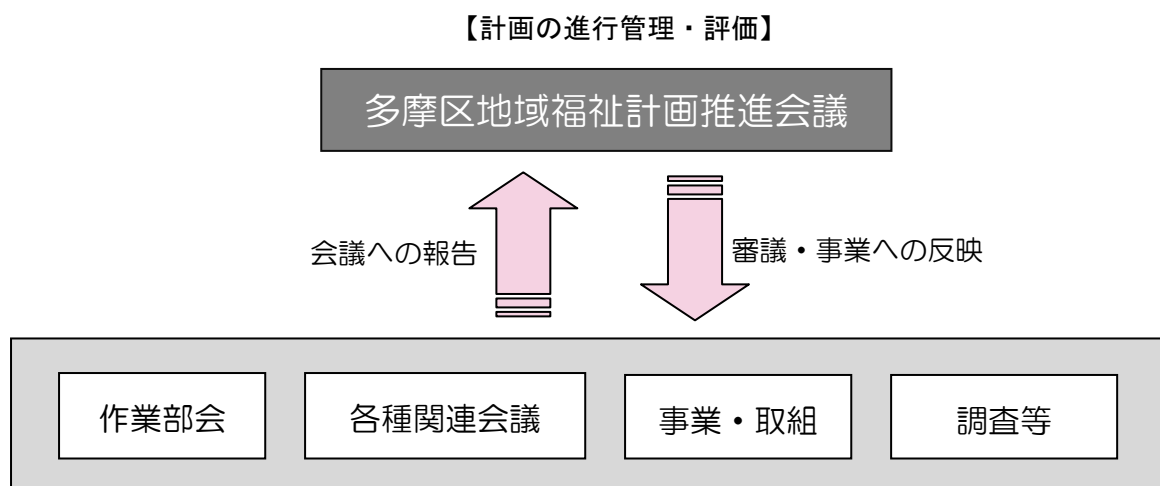 【計画の進行管理・評価】
多摩区地域福祉計画推進会議
会議への報告
審議・事業への反映
作業部会
各種関連会議
事業・取組
調査等